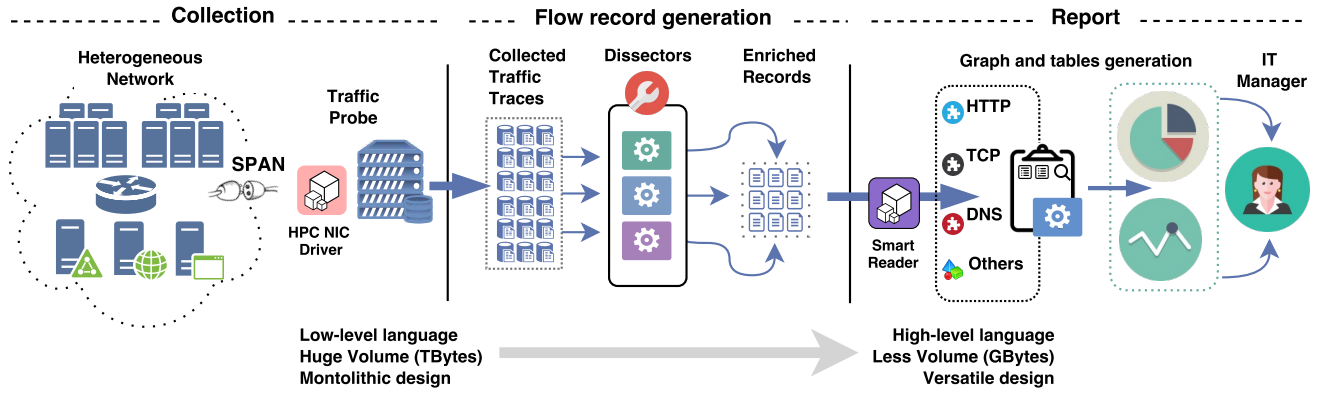 Collection
Flow record generation
Report
Heterogeneous
Network
SPAN
Traffic
Probe
HPC NIC
Driver
Collected
Traffic
Traces
Dissectors
Enriched
Records
Smart
Reader
Graph and tables generation
HTTP
TCP
DNS
Others
IT
Manager
Low-level language
Huge Volume (TBytes)
Montolithic design
High-level language
Less Volume (GBytes)
Versatile design